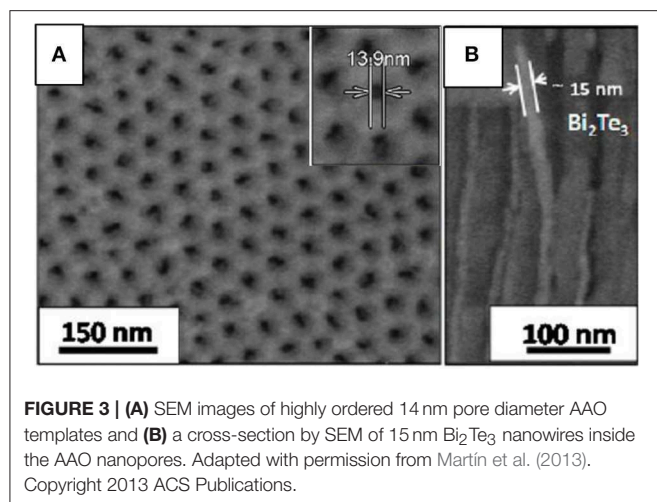 A
13.9nm
150 nm
B
~ 15 nm
Bi₂Te₃
100 nm
FIGURE 3 | (A) SEM images of highly ordered 14 nm pore diameter AAO
templates and (B) a cross-section by SEM of 15 nm Bi₂Te₃ nanowires inside
the AAO nanopores. Adapted with permission from Martín et al. (2013).
Copyright 2013 ACS Publications.